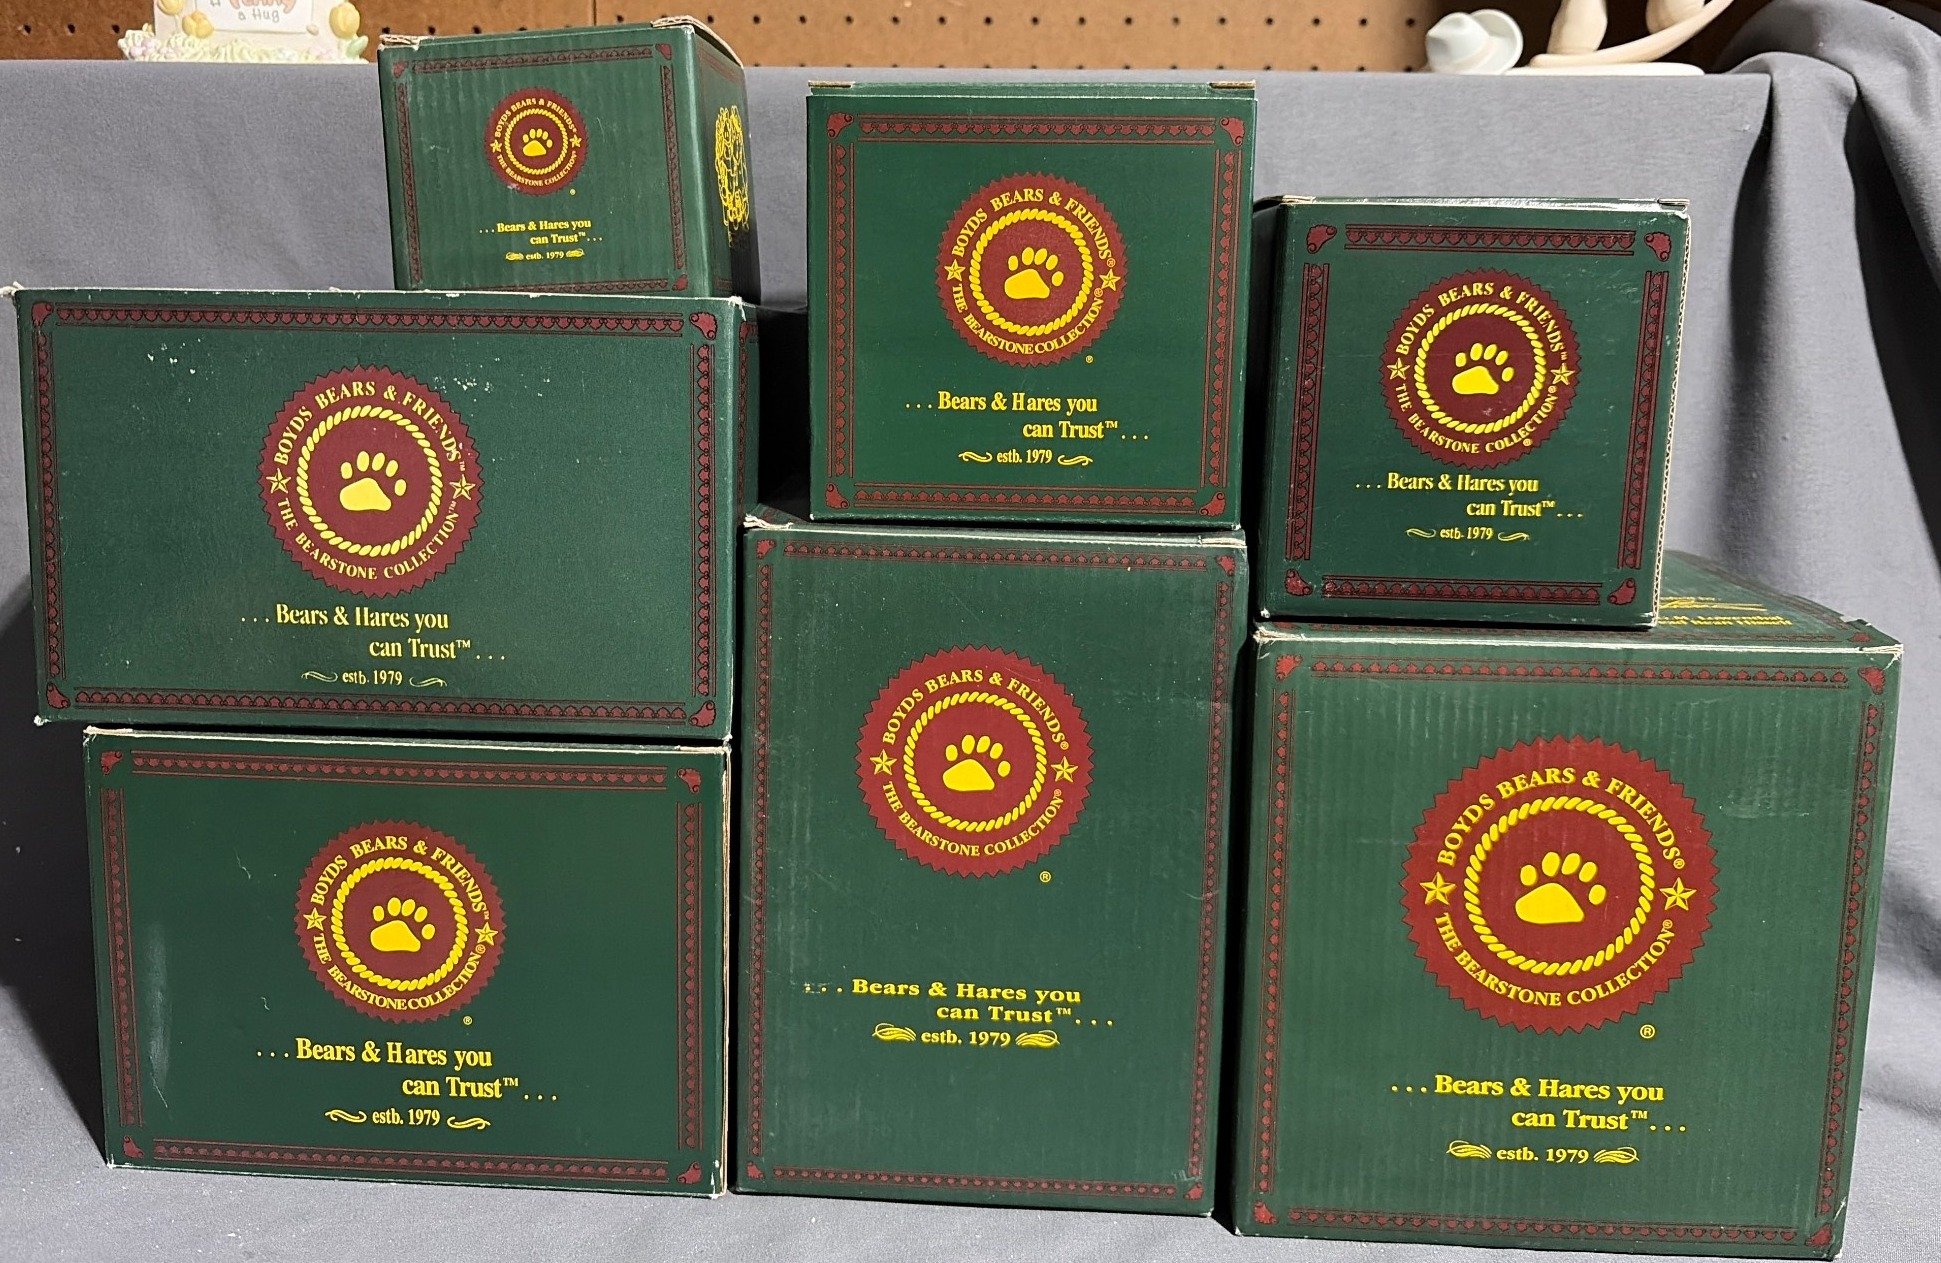 a Hug
BOYDS BEARS & FRIENDS®
THE BEARSTONE COLLECTION
®
. . . Bears & Hares you
can Trust™. . .
estb. 1979
BOYDS BEARS & FRIENDS®
THE BEARSTONE COLLECTION®
®
. . . Bears & Hares you
can Trust™. . .
estb. 1979
BOYDS BEARS & FRIENDS™
THE BEARSTONE COLLECTION®
. . . Bears & Hares you
can Trust™. . .
estb. 1979
BOYDS BEARS & FRIENDS™
THE BEARSTONE COLLECTION™
. . . Bears & Hares you
can Trust™. . .
estb. 1979
BOYDS BEARS & FRIENDS™
THE BEARSTONE COLLECTION®
®
. . . Bears & Hares you
can Trust™. . .
estb. 1979
BOYDS BEARS & FRIENDS®
THE BEARSTONE COLLECTION®
®
. . . Bears & Hares you
can Trust™. . .
estb. 1979
BOYDS BEARS & FRIENDS®
THE BEARSTONE COLLECTION®
®
. . . Bears & Hares you
can Trust™. . .
estb. 1979